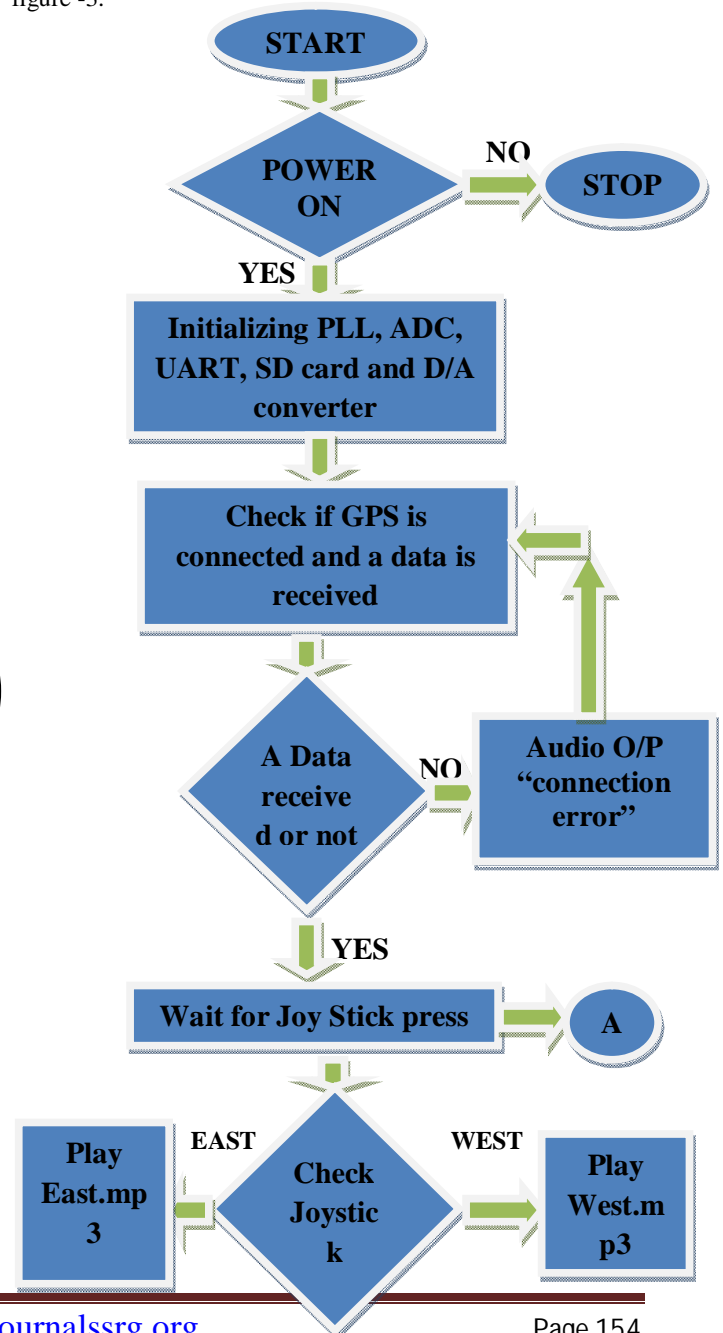 figure -3.
START
POWER
ON
NO
STOP
YES
Initializing PLL, ADC,
UART, SD card and D/A
converter
Check if GPS is
connected and a data is
received
A Data
receive
d or not
NO
Audio O/P
“connection
error”
YES
Wait for Joy Stick press
A
EAST
WEST
Play
East.mp
3
Check
Joystic
k
Play
West.m
p3
ournalssrg.org
Page 154